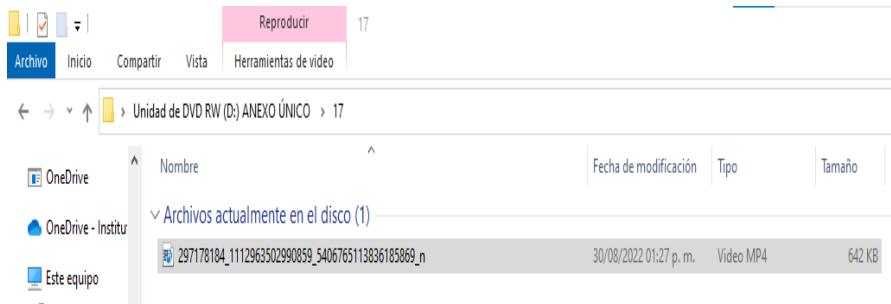 Reproducir 17
Archivo Inicio Compartir Vista Herramientas de video
Unidad de DVD RW (D:) ANEXO ÚNICO > 17
Nombre Fecha de modificación Tipo Tamaño
OneDrive
Archivos actualmente en el disco (1)
OneDrive - Institu
297178184_1112963502990859_5406765113836185869_n 30/08/2022 01:27 p. m. Video MP4 642 KB
Este equipo